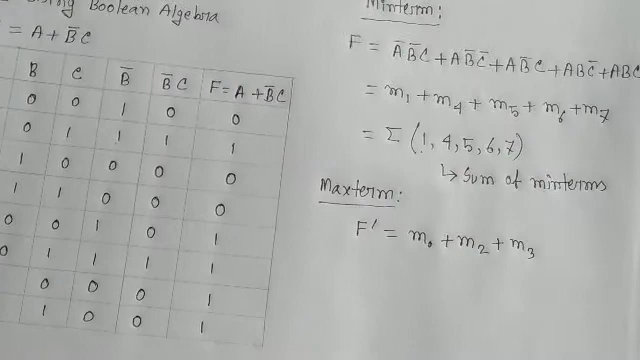 Using Boolean Algebra
= A + B̅C
B C B̅ B̅C F = A + B̅C
0 0 1 0 0
0 1 1 1 1
1 0 0 0 0
1 1 0 0 0
0 0 1 0 1
0 1 1 1 1
0 0 0 1
1 0 0 1
Minterm:
F = A̅B̅C + AB̅C̅ + AB̅C + ABC̅ + ABC
= m₁ + m₄ + m₅ + m₆ + m₇
= Σ (1, 4, 5, 6, 7)
↳ Sum of minterms
Maxterm:
F' = m₀ + m₂ + m₃